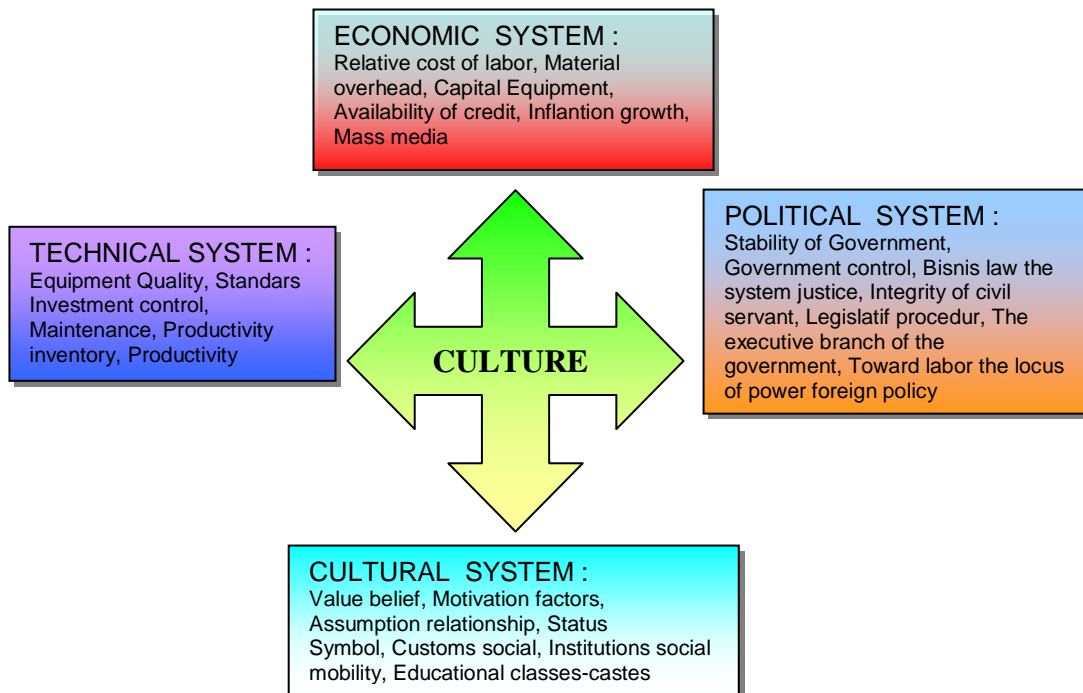 ECONOMIC SYSTEM :
Relative cost of labor, Material
overhead, Capital Equipment,
Availability of credit, Inflantion growth,
Mass media
TECHNICAL SYSTEM :
Equipment Quality, Standars
Investment control,
Maintenance, Productivity
inventory, Productivity
CULTURE
POLITICAL SYSTEM :
Stability of Government,
Government control, Bisnis law the
system justice, Integrity of civil
servant, Legislatif procedur, The
executive branch of the
government, Toward labor the locus
of power foreign policy
CULTURAL SYSTEM :
Value belief, Motivation factors,
Assumption relationship, Status
Symbol, Customs social, Institutions social
mobility, Educational classes-castes